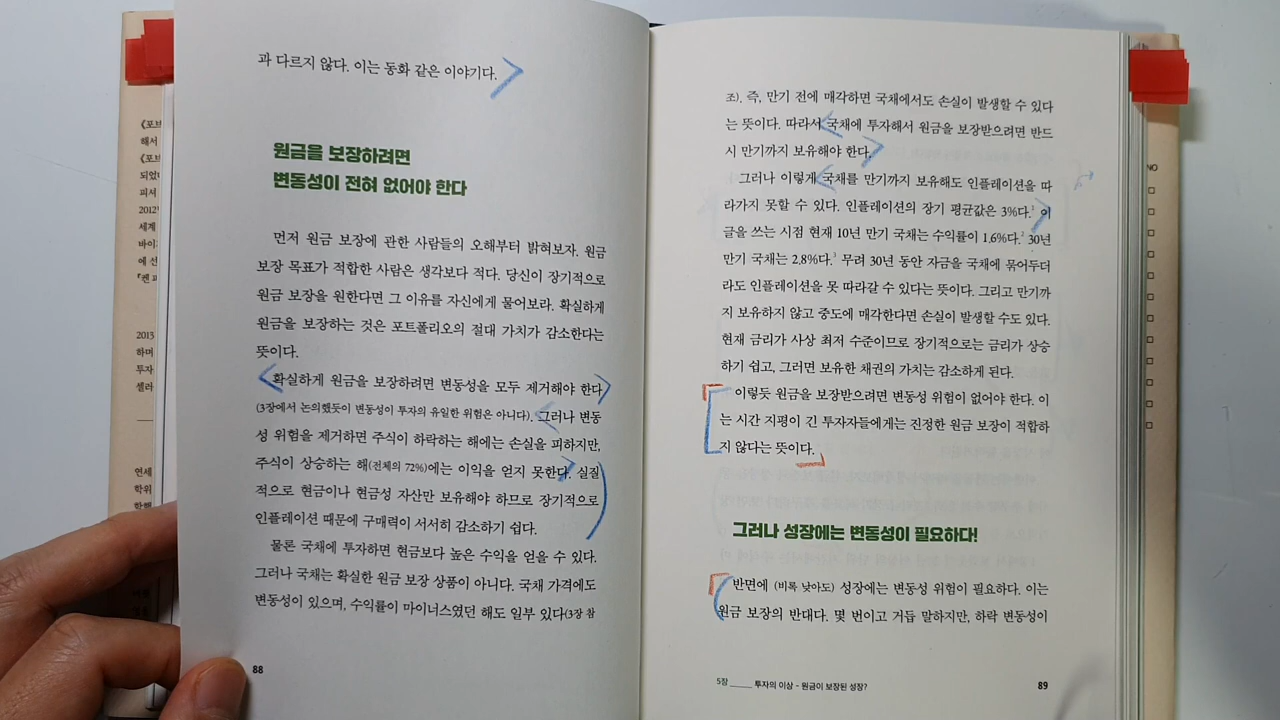 과 다르지 않다. 이는 동화 같은 이야기다.
원금을 보장하려면
변동성이 전혀 없어야 한다
먼저 원금 보장에 관한 사람들의 오해부터 밝혀보자. 원금
보장 목표가 적합한 사람은 생각보다 적다. 당신이 장기적으로
원금 보장을 원한다면 그 이유를 자신에게 물어보라. 확실하게
원금을 보장하는 것은 포트폴리오의 절대 가치가 감소한다는
뜻이다.
확실하게 원금을 보장하려면 변동성을 모두 제거해야 한다
(3장에서 논의했듯이 변동성이 투자의 유일한 위험은 아니다). 그러나 변동
성 위험을 제거하면 주식이 하락하는 해에는 손실을 피하지만,
주식이 상승하는 해(전체의 72%)에는 이익을 얻지 못한다. 실질
적으로 현금이나 현금성 자산만 보유해야 하므로 장기적으로
인플레이션 때문에 구매력이 서서히 감소하기 쉽다.
물론 국채에 투자하면 현금보다 높은 수익을 얻을 수 있다.
그러나 국채는 확실한 원금 보장 상품이 아니다. 국채 가격에도
변동성이 있으며, 수익률이 마이너스였던 해도 일부 있다(3장 참
88
조). 즉, 만기 전에 매각하면 국채에서도 손실이 발생할 수 있다
는 뜻이다. 따라서 국채에 투자해서 원금을 보장받으려면 반드
시 만기까지 보유해야 한다.
그러나 이렇게 국채를 만기까지 보유해도 인플레이션을 따
라가지 못할 수 있다. 인플레이션의 장기 평균값은 3%다.¹ 이
글을 쓰는 시점 현재 10년 만기 국채는 수익률이 1.6%다.² 30년
만기 국채는 2.8%다.³ 무려 30년 동안 자금을 국채에 묶어두더
라도 인플레이션을 못 따라갈 수 있다는 뜻이다. 그리고 만기까
지 보유하지 않고 중도에 매각한다면 손실이 발생할 수도 있다.
현재 금리가 사상 최저 수준이므로 장기적으로는 금리가 상승
하기 쉽고, 그러면 보유한 채권의 가치는 감소하게 된다.
이렇듯 원금을 보장받으려면 변동성 위험이 없어야 한다. 이
는 시간 지평이 긴 투자자들에게는 진정한 원금 보장이 적합하
지 않다는 뜻이다.
그러나 성장에는 변동성이 필요하다!
반면에 (비록 낮아도) 성장에는 변동성 위험이 필요하다. 이는
원금 보장의 반대다. 몇 번이고 거듭 말하지만, 하락 변동성이
5장 투자의 이상 - 원금이 보장된 성장?
89
《포브
해서
《포브
되었
피셔
2012
세계
바이
에 선
『켄 피
2013
하며
투자
셀러
연세
학위
NO